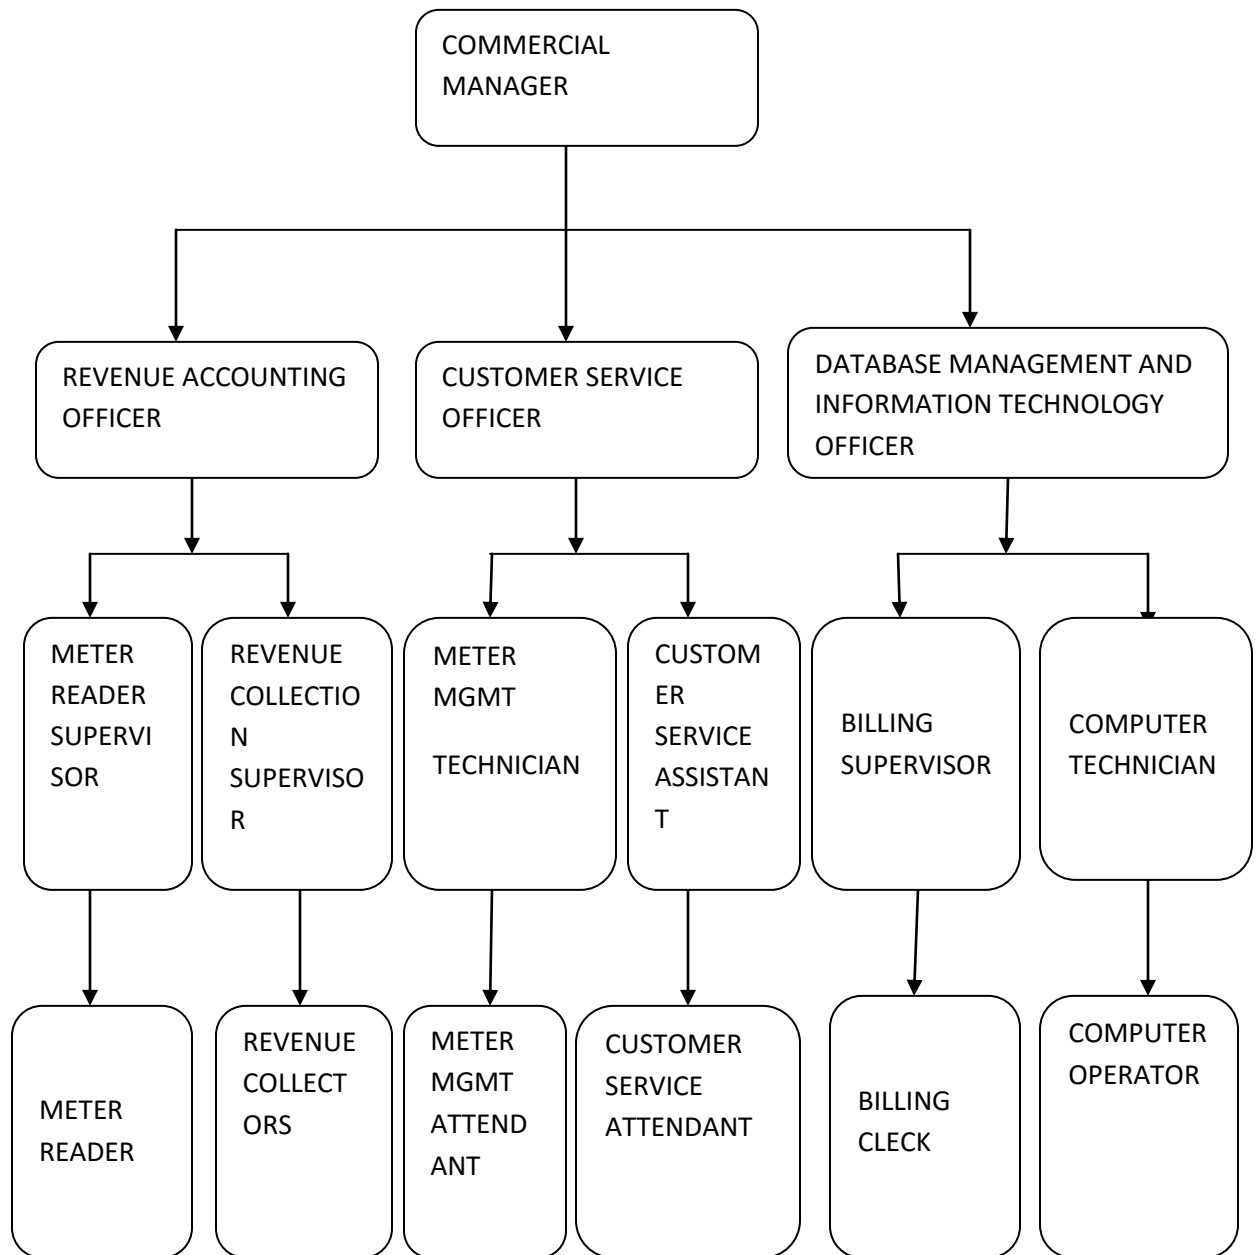 COMMERCIAL
MANAGER
REVENUE ACCOUNTING
OFFICER
CUSTOMER SERVICE
OFFICER
DATABASE MANAGEMENT AND
INFORMATION TECHNOLOGY
OFFICER
METER
READER
SUPERVI
SOR
REVENUE
COLLECTIO
N
SUPERVISO
R
METER
MGMT
TECHNICIAN
CUSTOM
ER
SERVICE
ASSISTAN
T
BILLING
SUPERVISOR
COMPUTER
TECHNICIAN
METER
READER
REVENUE
COLLECT
ORS
METER
MGMT
ATTEND
ANT
CUSTOMER
SERVICE
ATTENDANT
BILLING
CLECK
COMPUTER
OPERATOR